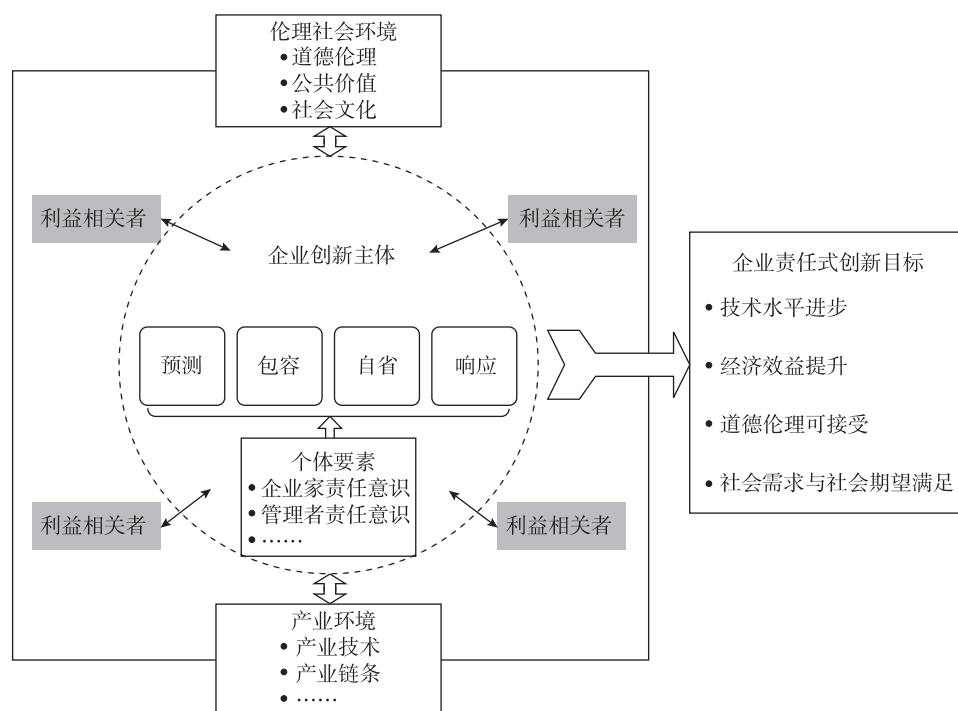 伦理社会环境
• 道德伦理
• 公共价值
• 社会文化
利益相关者
利益相关者
企业创新主体
预测
包容
自省
响应
个体要素
• 企业家责任意识
• 管理者责任意识
• ……
利益相关者
利益相关者
产业环境
• 产业技术
• 产业链条
• ……
企业责任式创新目标
• 技术水平进步
• 经济效益提升
• 道德伦理可接受
• 社会需求与社会期望满足